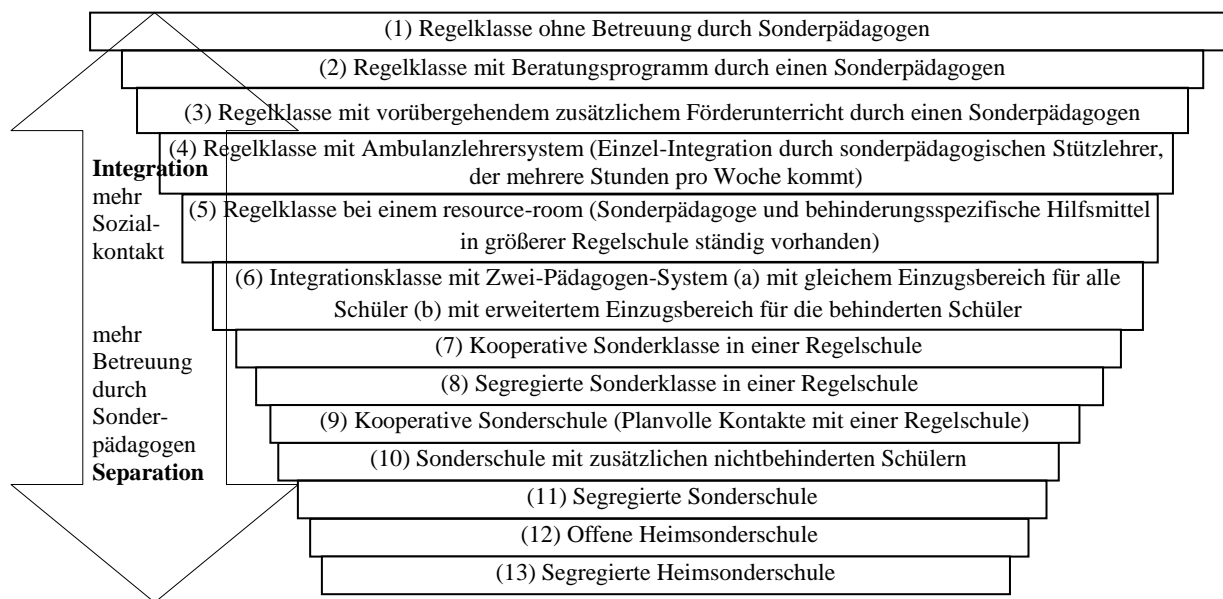 (1) Regelklasse ohne Betreuung durch Sonderpädagogen
(2) Regelklasse mit Beratungsprogramm durch einen Sonderpädagogen
(3) Regelklasse mit vorübergehendem zusätzlichem Förderunterricht durch einen Sonderpädagogen
(4) Regelklasse mit Ambulanzlehrersystem (Einzel-Integration durch sonderpädagogischen Stützlehrer,
der mehrere Stunden pro Woche kommt)
(5) Regelklasse bei einem resource-room (Sonderpädagoge und behinderungsspezifische Hilfsmittel
in größerer Regelschule ständig vorhanden)
(6) Integrationsklasse mit Zwei-Pädagogen-System (a) mit gleichem Einzugsbereich für alle
Schüler (b) mit erweitertem Einzugsbereich für die behinderten Schüler
(7) Kooperative Sonderklasse in einer Regelschule
(8) Segregierte Sonderklasse in einer Regelschule
(9) Kooperative Sonderschule (Planvolle Kontakte mit einer Regelschule)
(10) Sonderschule mit zusätzlichen nichtbehinderten Schülern
(11) Segregierte Sonderschule
(12) Offene Heimsonderschule
(13) Segregierte Heimsonderschule
Integration
mehr
Sozial-
kontakt
mehr
Betreuung
durch
Sonder-
pädagogen
Separation